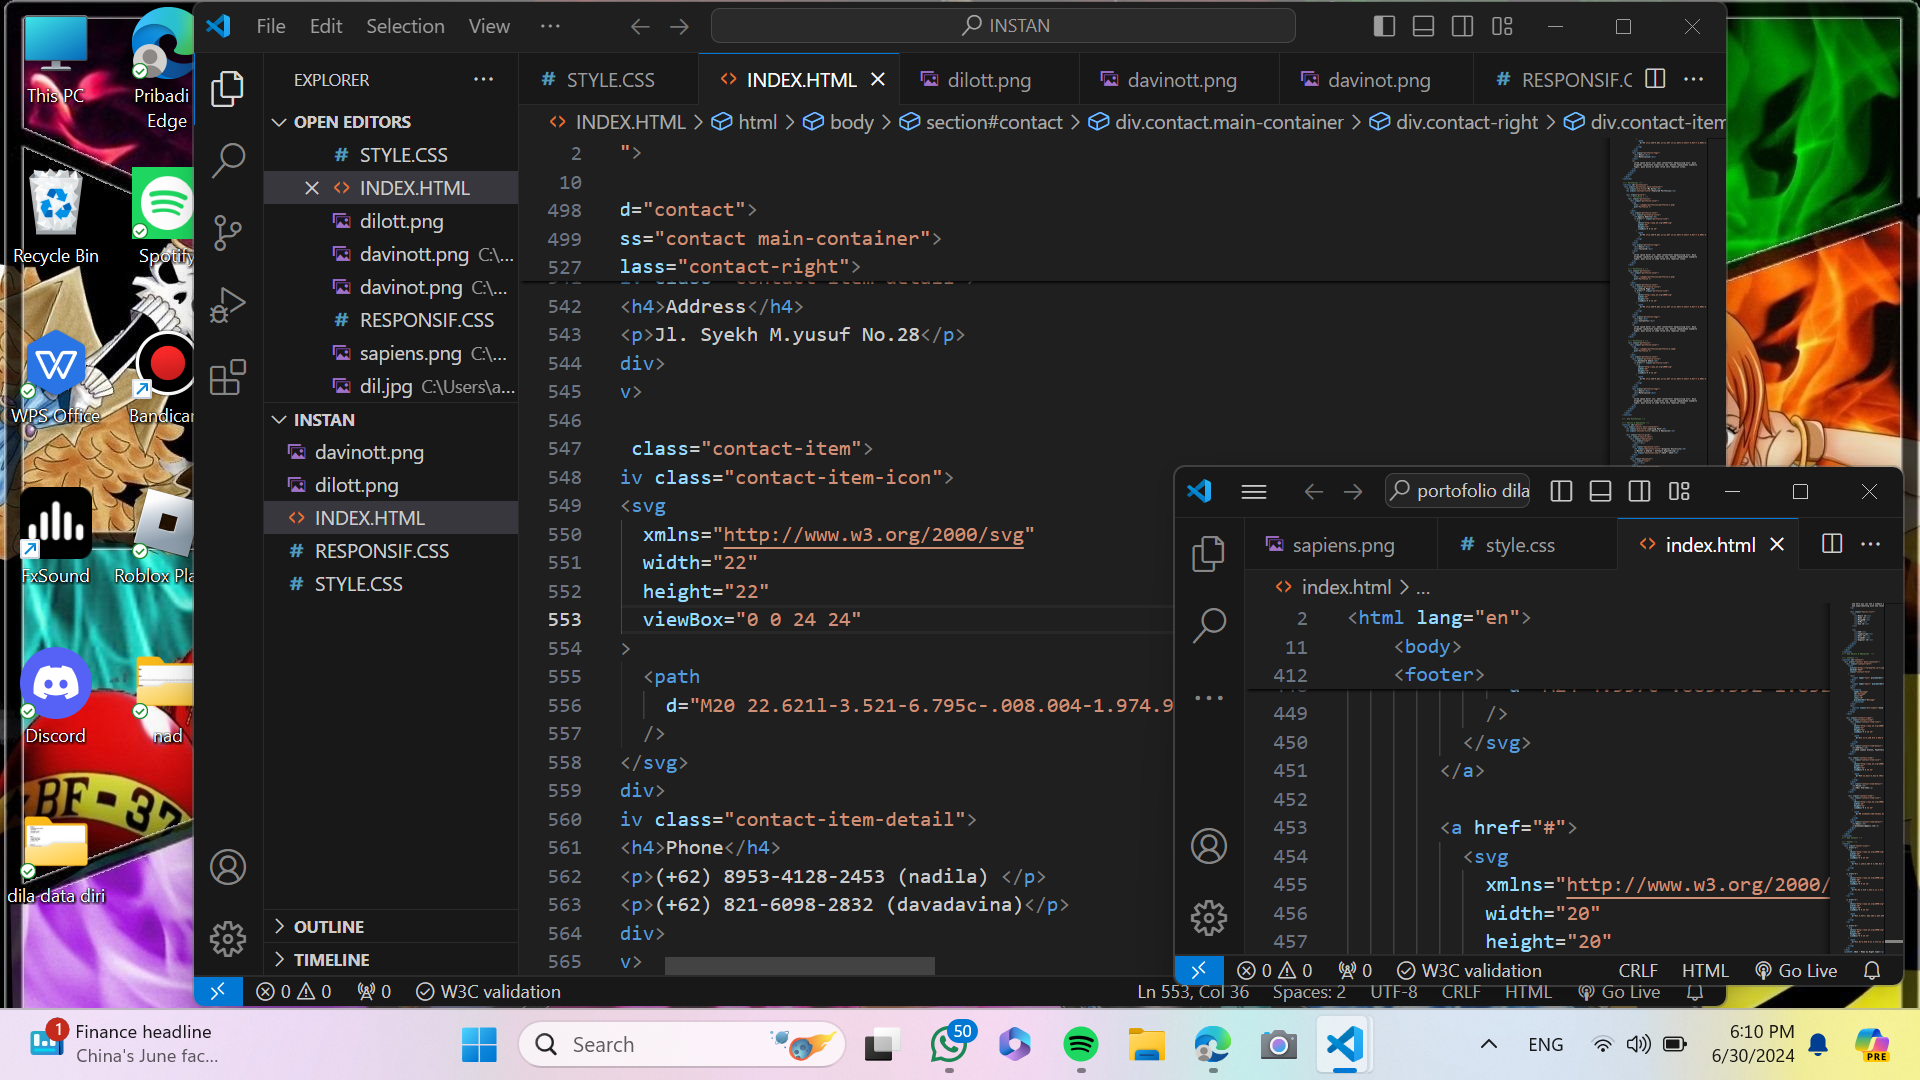 This PC
Pribadi
Edge
Recycle Bin
Spotify
WPS Office
Bandicam
FxSound
Roblox Pla
Discord
nad
dila data diri
BF-37
File Edit Selection View ...
INSTAN
EXPLORER
OPEN EDITORS
STYLE.CSS
INDEX.HTML
dilott.png
davinott.png C:\...
davinot.png C:\...
RESPONSIF.CSS
sapiens.png C:\...
dil.jpg C:\Users\a...
INSTAN
davinott.png
dilott.png
INDEX.HTML
RESPONSIF.CSS
STYLE.CSS
OUTLINE
TIMELINE
# STYLE.CSS
<> INDEX.HTML
dilott.png
davinott.png
davinot.png
# RESPONSIF.C
<> INDEX.HTML > html > body > section#contact > div.contact.main-container > div.contact-right > div.contact-item
2 ">
10
498 d="contact">
499 ss="contact main-container">
527 lass="contact-right">
542 <h4>Address</h4>
543 <p>Jl. Syekh M.yusuf No.28</p>
544 div>
545 v>
546
547 class="contact-item">
548 iv class="contact-item-icon">
549 <svg
550 xmlns="http://www.w3.org/2000/svg"
551 width="22"
552 height="22"
553 viewBox="0 0 24 24"
554 >
555 <path
556 d="M20 22.621l-3.521-6.795c-.008.004-1.974.9
557 />
558 </svg>
559 div>
560 iv class="contact-item-detail">
561 <h4>Phone</h4>
562 <p>(+62) 8953-4128-2453 (nadila) </p>
563 <p>(+62) 821-6098-2832 (davadavina)</p>
564 div>
565 v>
0 0 0 W3C validation
Ln 553, Col 36 Spaces: 2 UTF-8 CRLF HTML Go Live
portofolio dila
sapiens.png
# style.css
<> index.html
<> index.html > ...
2 <html lang="en">
11 <body>
412 <footer>
449 />
450 </svg>
451 </a>
452
453 <a href="#">
454 <svg
455 xmlns="http://www.w3.org/2000/
456 width="20"
457 height="20"
0 0 0 W3C validation CRLF HTML Go Live
1
Finance headline
China's June fac...
Search
50
ENG
6:10 PM
6/30/2024
PRE